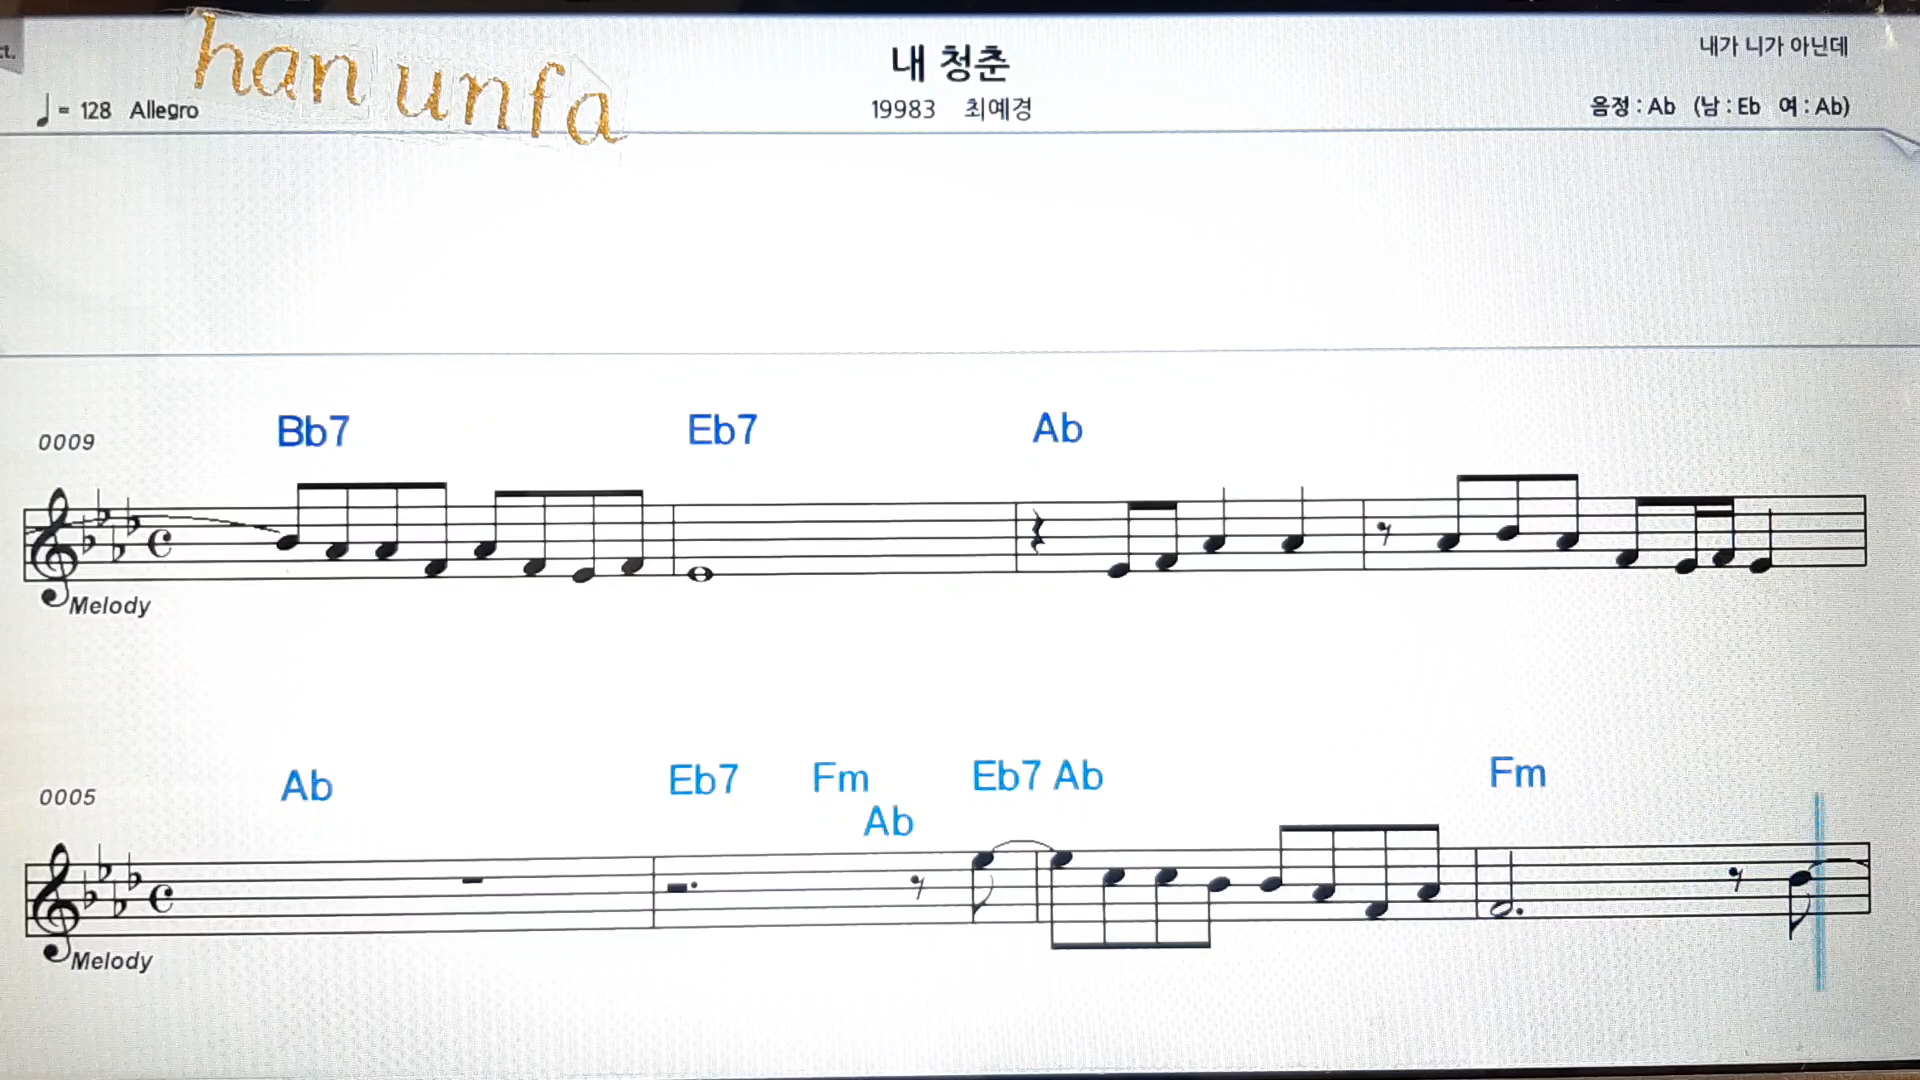 ct.
han unfa
내 청춘
내가 니가 아닌데
♩ = 128 Allegro
19983 최예경
음정 : Ab (남 : Eb 여 : Ab)
0009
Bb7 Eb7 Ab
Melody
0005
Ab Eb7 Fm Eb7 Ab Fm
Ab
Melody